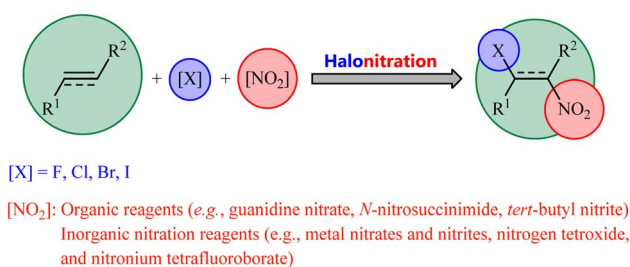 R¹ R² + [X] + [NO₂] Halonitration X R² R¹ NO₂
[X] = F, Cl, Br, I
[NO₂]: Organic reagents (e.g., guanidine nitrate, N-nitrosuccinimide, tert-butyl nitrite)
Inorganic nitration reagents (e.g., metal nitrates and nitrites, nitrogen tetroxide,
and nitronium tetrafluoroborate)